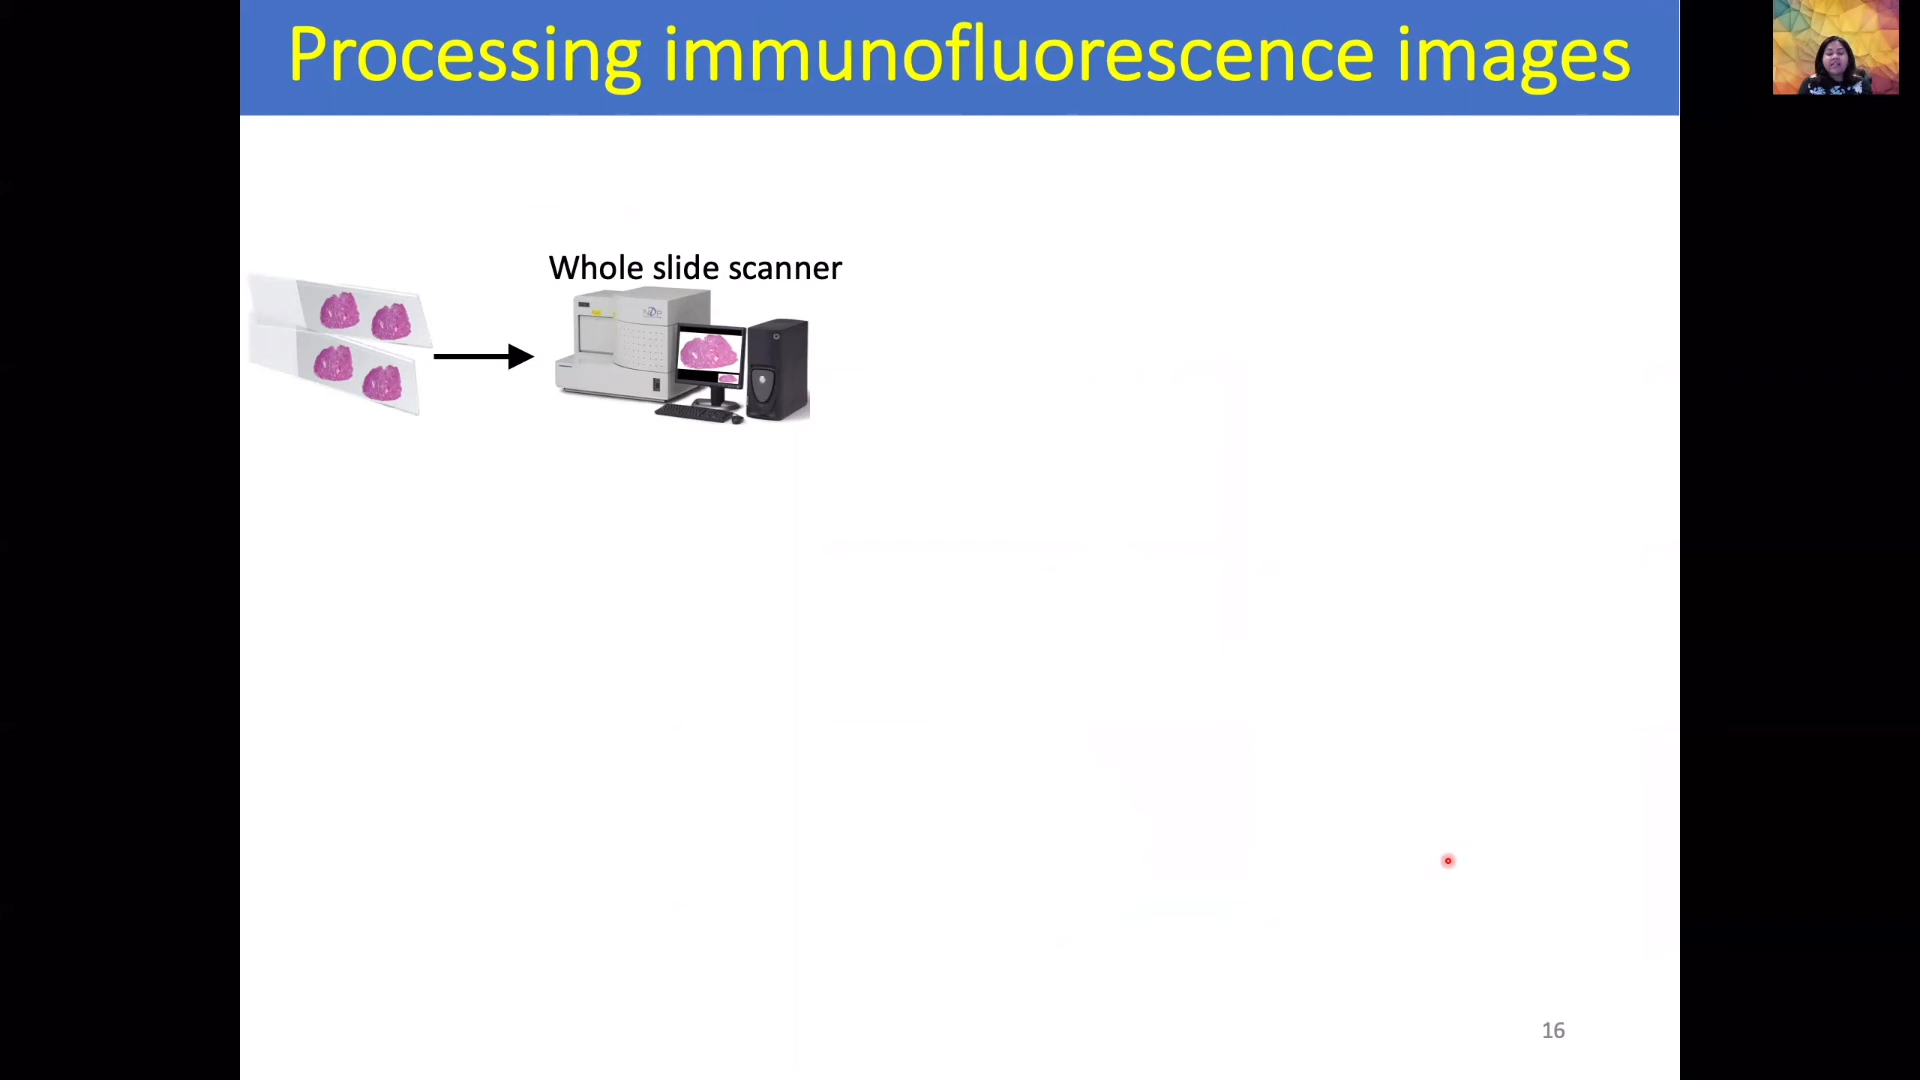 Processing immunofluorescence images
Whole slide scanner
16